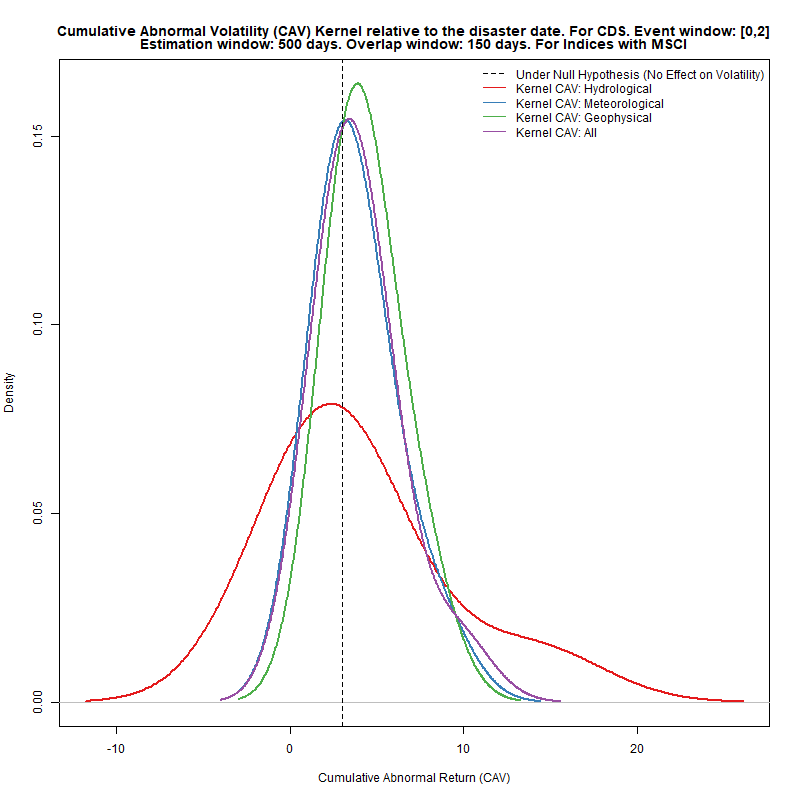 Cumulative Abnormal Volatility (CAV) Kernel relative to the disaster date. For CDS. Event window: [0,2]
Estimation window: 500 days. Overlap window: 150 days. For Indices with MSCI
Under Null Hypothesis (No Effect on Volatility)
Kernel CAV: Hydrological
Kernel CAV: Meteorological
Kernel CAV: Geophysical
Kernel CAV: All
0.15
0.10
0.05
0.00
Density
-10
0
10
20
Cumulative Abnormal Return (CAV)